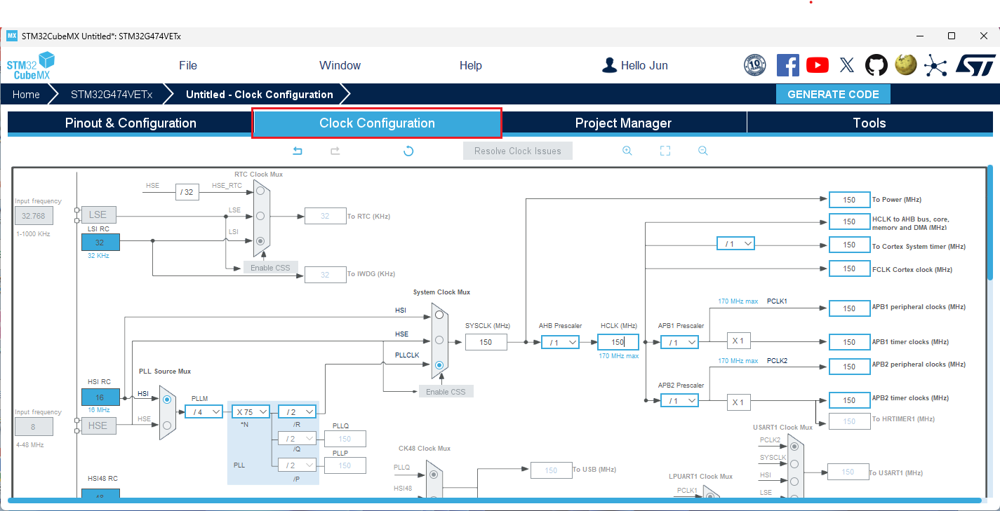 MX STM32CubeMX Untitled*: STM32G474VETx
STM32
CubeMX
File Window Help Hello Jun
10 YEARS
Home STM32G474VETx Untitled - Clock Configuration GENERATE CODE
Pinout & Configuration Clock Configuration Project Manager Tools
Resolve Clock Issues
RTC Clock Mux
HSE / 32 HSE_RTC
Input frequency
32.768
1-1000 KHz
LSE
LSE
32 To RTC (KHz)
LSI RC
32
32 KHz
LSI
Enable CSS
32 To IWDG (KHz)
150 To Power (MHz)
150 HCLK to AHB bus, core,
memory and DMA (MHz)
/ 1 150 To Cortex System timer (MHz)
150 FCLK Cortex clock (MHz)
System Clock Mux
HSI
HSE
PLLCLK
Enable CSS
SYSCLK (MHz)
150
AHB Prescaler
/ 1
HCLK (MHz)
150
170 MHz max
APB1 Prescaler
/ 1
170 MHz max PCLK1
150 APB1 peripheral clocks (MHz)
X 1
150 APB1 timer clocks (MHz)
170 MHz max PCLK2
150 APB2 peripheral clocks (MHz)
APB2 Prescaler
/ 1
X 1
150 APB2 timer clocks (MHz)
150 To HRTIMER1 (MHz)
PLL Source Mux
HSI RC
16
16 MHz
HSI
Input frequency
8
4-48 MHz
HSE
HSE
PLLM
/ 4
X 75
*N
/ 2
/R
/ 2
/Q
PLLQ
150
PLL
/ 2
/P
PLLP
150
HSI48 RC
48
CK48 Clock Mux
PLLQ
HSI48
150 To USB (MHz)
USART1 Clock Mux
PCLK2
SYSCLK
HSI
LSE
150 To USART1 (MHz)
LPUART1 Clock Mux
PCLK1